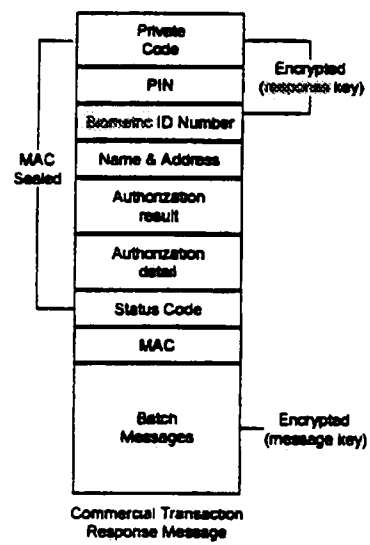 Private
Code
Encrypted
(response key)
PIN
Biometric ID Number
MAC
Sealed
Name & Address
Authorization
result
Authorization
detail
Status Code
MAC
Batch
Messages
Encrypted
(message key)
Commercial Transaction
Response Message